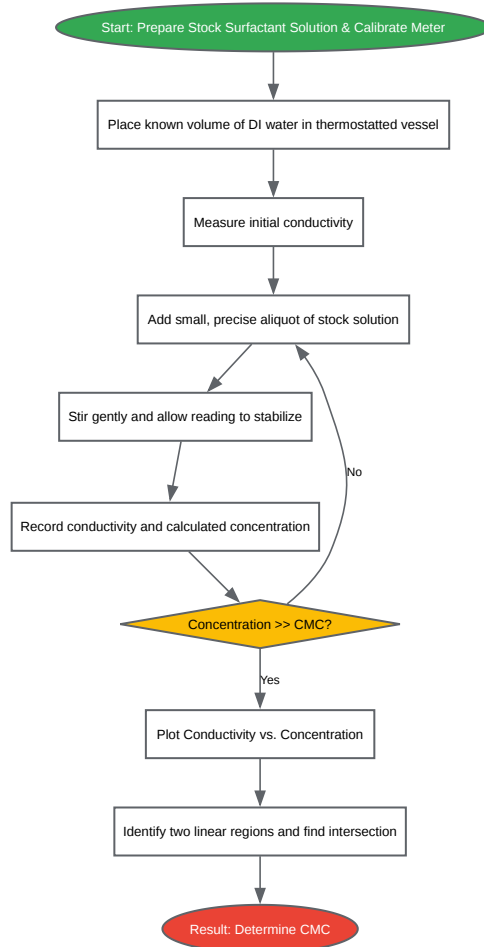 Start: Prepare Stock Surfactant Solution & Calibrate Meter
Place known volume of DI water in thermostatted vessel
Measure initial conductivity
Add small, precise aliquot of stock solution
Stir gently and allow reading to stabilize
No
Record conductivity and calculated concentration
Concentration >> CMC?
Yes
Plot Conductivity vs. Concentration
Identify two linear regions and find intersection
Result: Determine CMC